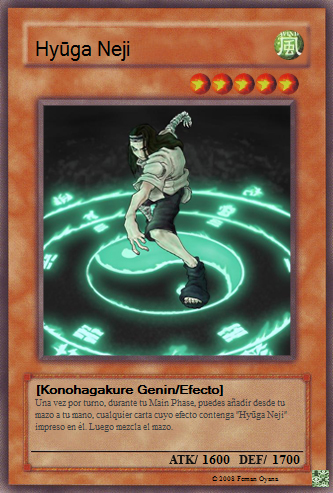 Hyūga Neji
風
[Konohagakure Genin/Efecto]
Una vez por turno, durante tu Main Phase, puedes añadir desde tu
mazo a tu mano, cualquier carta cuyo efecto contenga "Hyūga Neji"
impreso en él. Luego mezcla el mazo.
ATK/ 1600 DEF/ 1700
©2008 Fernan Oyana